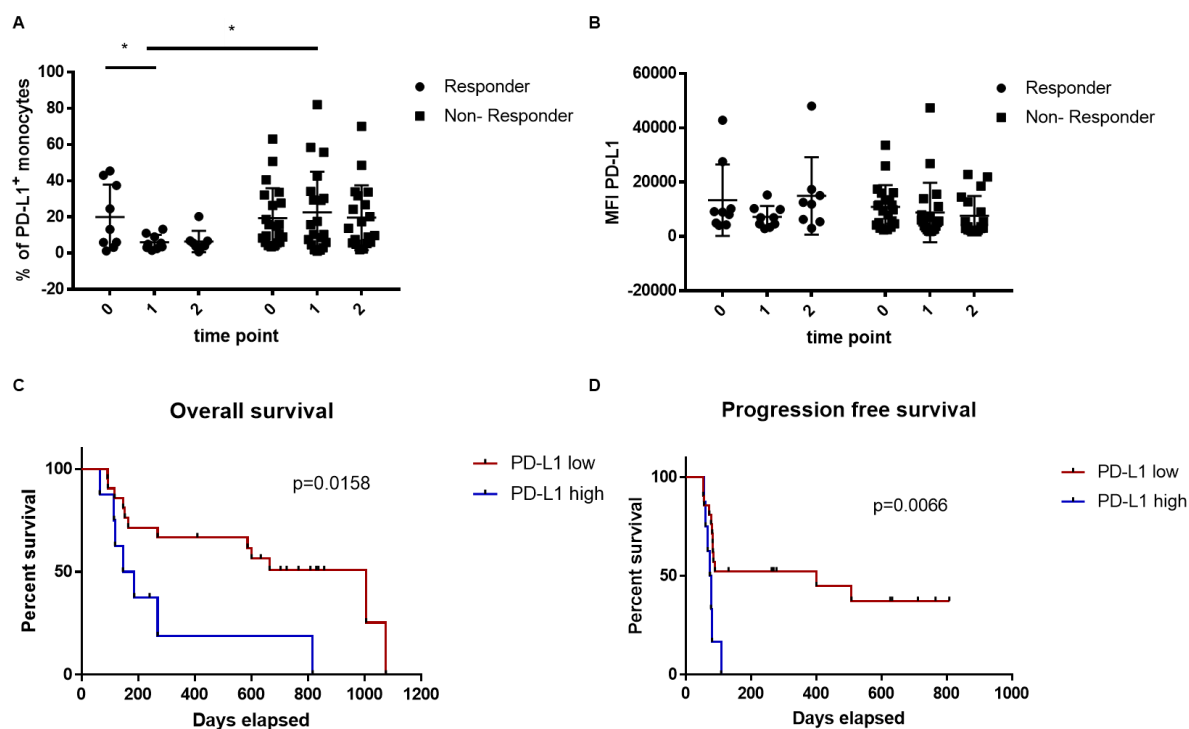 A
*
*
% of PD-L1+ monocytes
100
80
60
40
20
0
-20
0
1
2
0
1
2
time point
Responder
Non- Responder
B
MFI PD-L1
60000
40000
20000
0
-20000
0
1
2
0
1
2
time point
Responder
Non- Responder
C
Overall survival
Percent survival
100
50
0
p=0.0158
PD-L1 low
PD-L1 high
0 200 400 600 800 1000 1200
Days elapsed
D
Progression free survival
Percent survival
100
50
0
p=0.0066
PD-L1 low
PD-L1 high
0 200 400 600 800 1000
Days elapsed